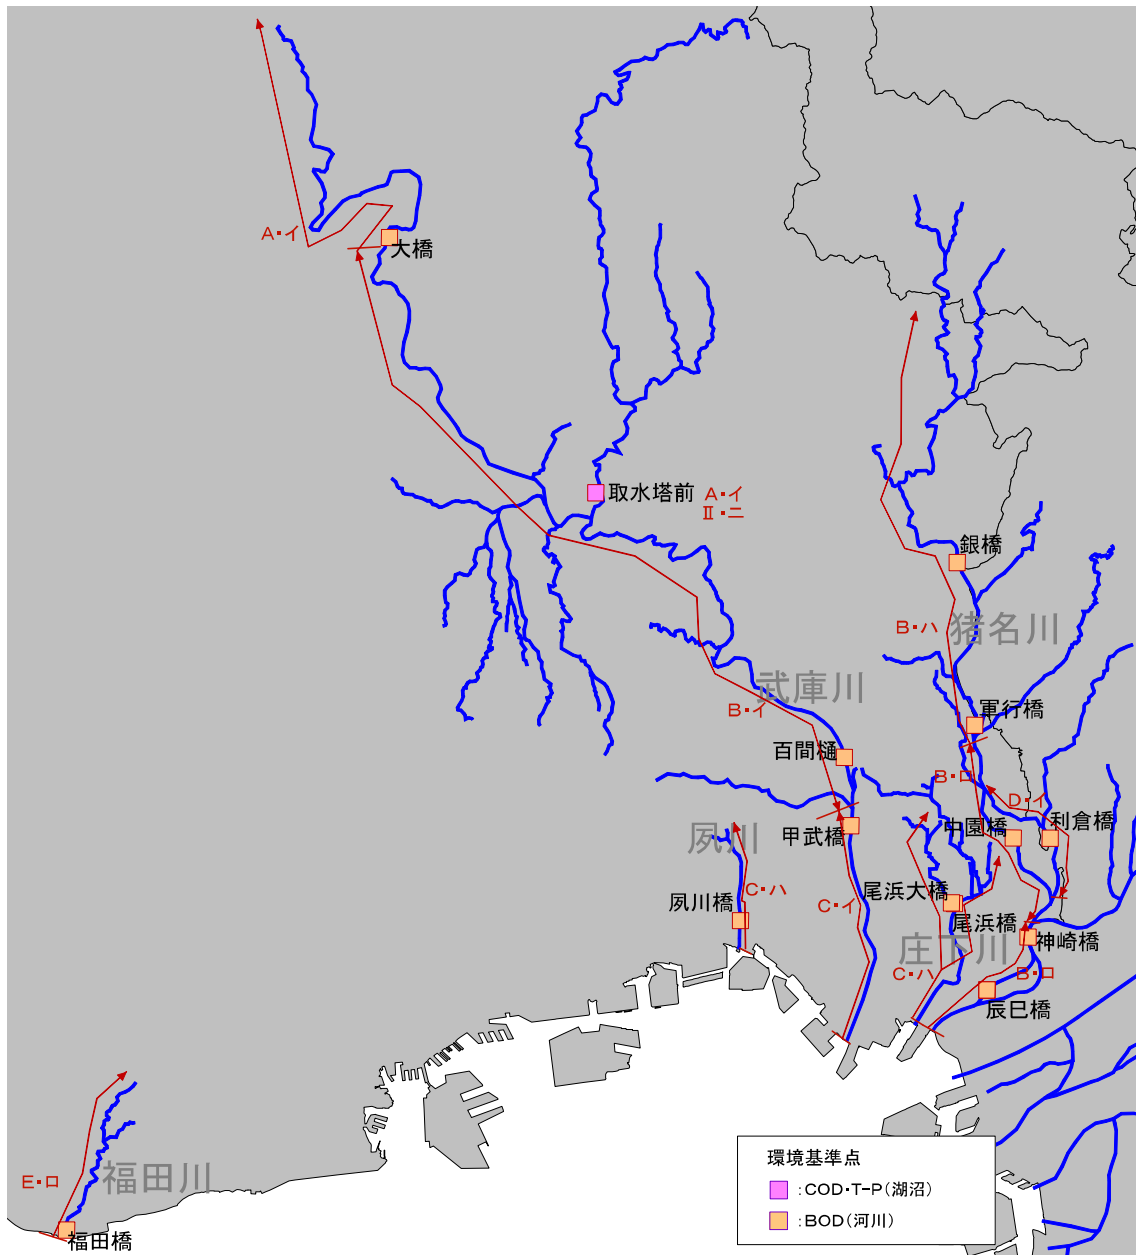 A・イ
大橋
取水塔前
A・イ
Ⅱ・ニ
銀橋
B・ハ
猪名川
武庫川
B・イ
軍行橋
百間樋
B・ロ
D・イ
夙川
甲武橋
中園橋
利倉橋
C・ハ
夙川橋
C・イ
尾浜大橋
尾浜橋
神崎橋
庄下川
C・ハ
B・ロ
辰巳橋
E・ロ
福田川
福田橋
環境基準点
:COD・T-P(湖沼)
:BOD(河川)